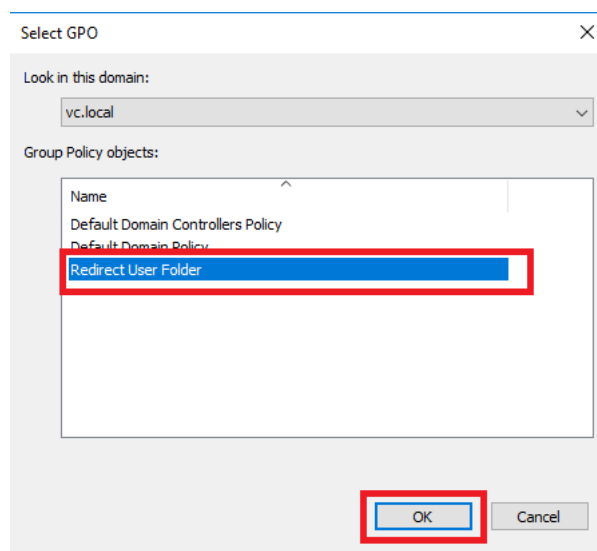 Select GPO
Look in this domain:
vc.local
Group Policy objects:
Name
Default Domain Controllers Policy
Default Domain Policy
Redirect User Folder
OK Cancel